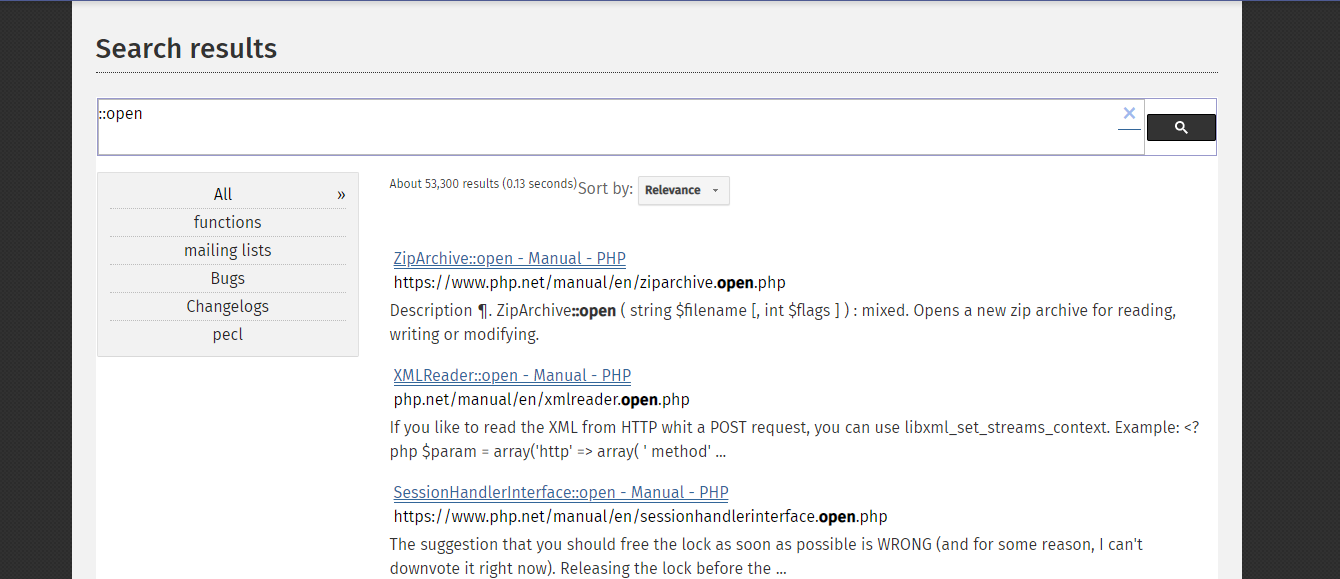 Search results
::open
All »
functions
mailing lists
Bugs
Changelogs
pecl
About 53,300 results (0.13 seconds) Sort by: Relevance
ZipArchive::open - Manual - PHP
https://www.php.net/manual/en/ziparchive.open.php
Description ¶. ZipArchive::open ( string $filename [, int $flags ] ) : mixed. Opens a new zip archive for reading,
writing or modifying.
XMLReader::open - Manual - PHP
php.net/manual/en/xmlreader.open.php
If you like to read the XML from HTTP whit a POST request, you can use libxml_set_streams_context. Example: <?
php $param = array('http' => array( ' method' ...
SessionHandlerInterface::open - Manual - PHP
https://www.php.net/manual/en/sessionhandlerinterface.open.php
The suggestion that you should free the lock as soon as possible is WRONG (and for some reason, I can't
downvote it right now). Releasing the lock before the ...